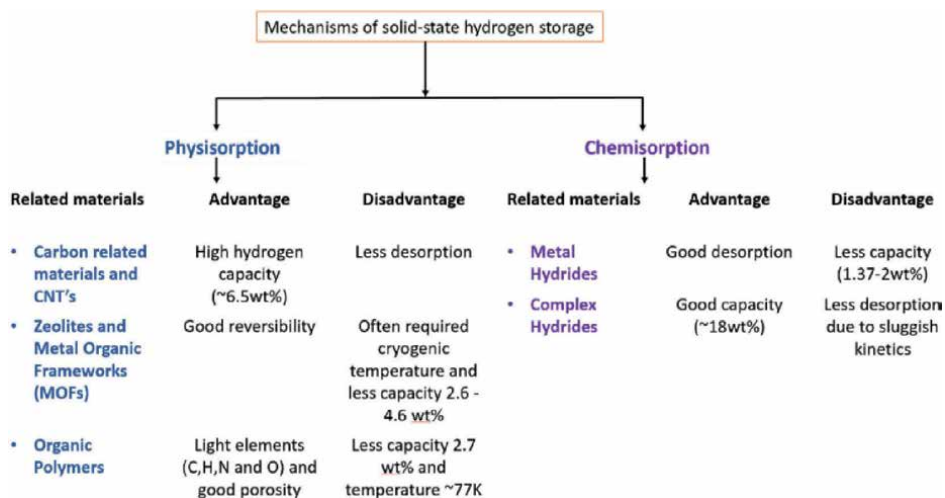 Mechanisms of solid-state hydrogen storage
Physisorption
Chemisorption
Related materials
Advantage
Disadvantage
Related materials
Advantage
Disadvantage
• Carbon related
materials and
CNT's
High hydrogen
capacity
(~6.5wt%)
Less desorption
• Zeolites and
Metal Organic
Frameworks
(MOFs)
Good reversibility
Often required
cryogenic
temperature and
less capacity 2.6 -
4.6 wt%
• Organic
Polymers
Light elements
(C,H,N and O) and
good porosity
Less capacity 2.7
wt% and
temperature ~77K
• Metal
Hydrides
Good desorption
Less capacity
(1.37-2wt%)
• Complex
Hydrides
Good capacity
(~18wt%)
Less desorption
due to sluggish
kinetics